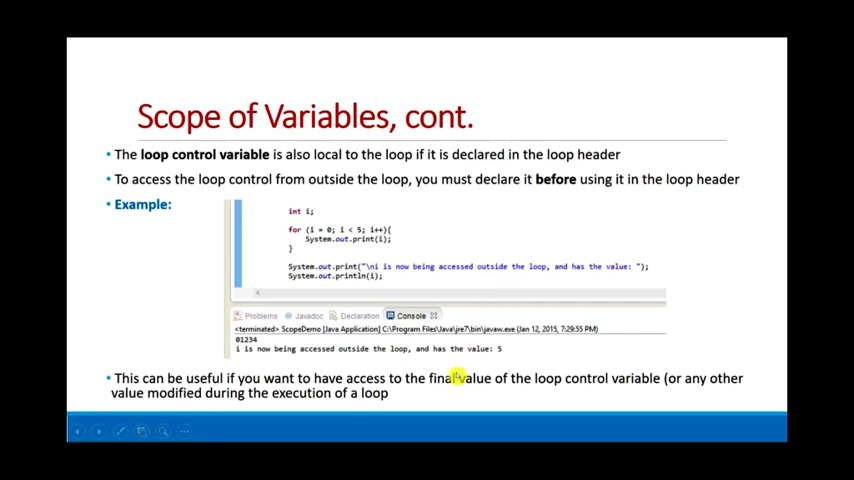 Scope of Variables, cont.
• The loop control variable is also local to the loop if it is declared in the loop header
• To access the loop control from outside the loop, you must declare it before using it in the loop header
• Example:
int i;
for (i = 0; i < 5; i++){
System.out.print(i);
}
System.out.print("\ni is now being accessed outside the loop, and has the value: ");
System.out.println(i);
Problems @ Javadoc Declaration Console
<terminated> ScopeDemo [Java Application] C:\Program Files\Java\jre7\bin\javaw.exe (Jan 12, 2015, 7:29:55 PM)
01234
i is now being accessed outside the loop, and has the value: 5
• This can be useful if you want to have access to the final value of the loop control variable (or any other
value modified during the execution of a loop